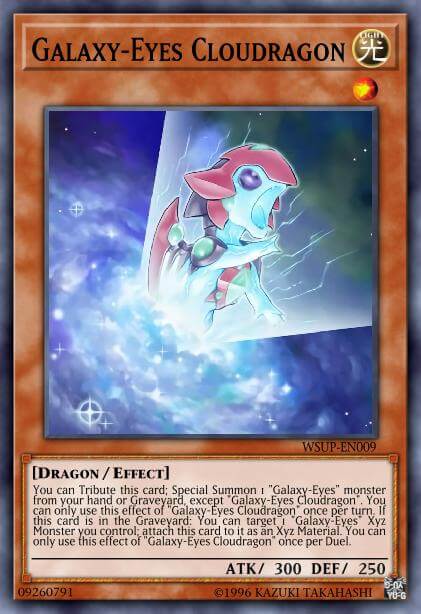 GALAXY-EYES CLOUDRAGON
LIGHT
光
WSUP-EN009
[DRAGON / EFFECT]
You can Tribute this card; Special Summon 1 "Galaxy-Eyes" monster
from your hand or Graveyard, except "Galaxy-Eyes Cloudragon". You
can only use this effect of "Galaxy-Eyes Cloudragon" once per turn. If
this card is in the Graveyard: You can target 1 "Galaxy-Eyes" Xyz
Monster you control; attach this card to it as an Xyz Material. You can
only use this effect of "Galaxy-Eyes Cloudragon" once per Duel.
ATK/ 300 DEF/ 250
09260791
©1996 KAZUKI TAKAHASHI